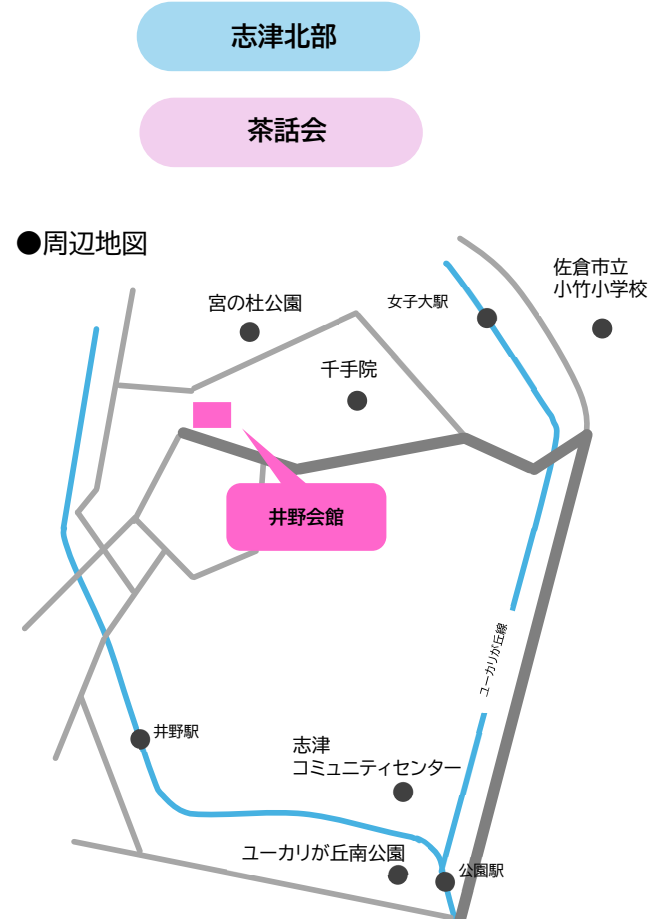 志津北部
茶話会
●周辺地図
佐倉市立
小竹小学校
宮の杜公園
女子大駅
千手院
井野会館
ユーカリが丘線
井野駅
志津
コミュニティセンター
ユーカリが丘南公園
公園駅